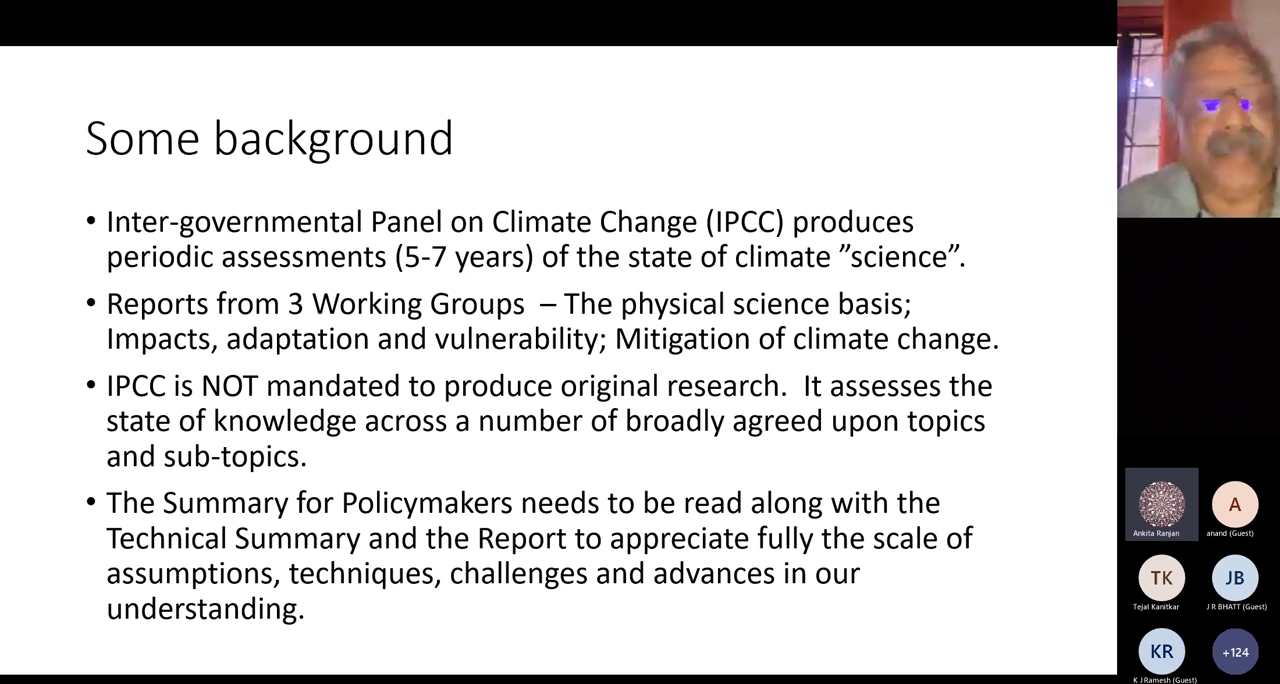 Some background
• Inter-governmental Panel on Climate Change (IPCC) produces
periodic assessments (5-7 years) of the state of climate ”science”.
• Reports from 3 Working Groups – The physical science basis;
Impacts, adaptation and vulnerability; Mitigation of climate change.
• IPCC is NOT mandated to produce original research. It assesses the
state of knowledge across a number of broadly agreed upon topics
and sub-topics.
• The Summary for Policymakers needs to be read along with the
Technical Summary and the Report to appreciate fully the scale of
assumptions, techniques, challenges and advances in our
understanding.
Ankita Ranjan
A
anand (Guest)
TK
Tejal Kanitkar
JB
J R BHATT (Guest)
KR
K J Ramesh (Guest)
+124